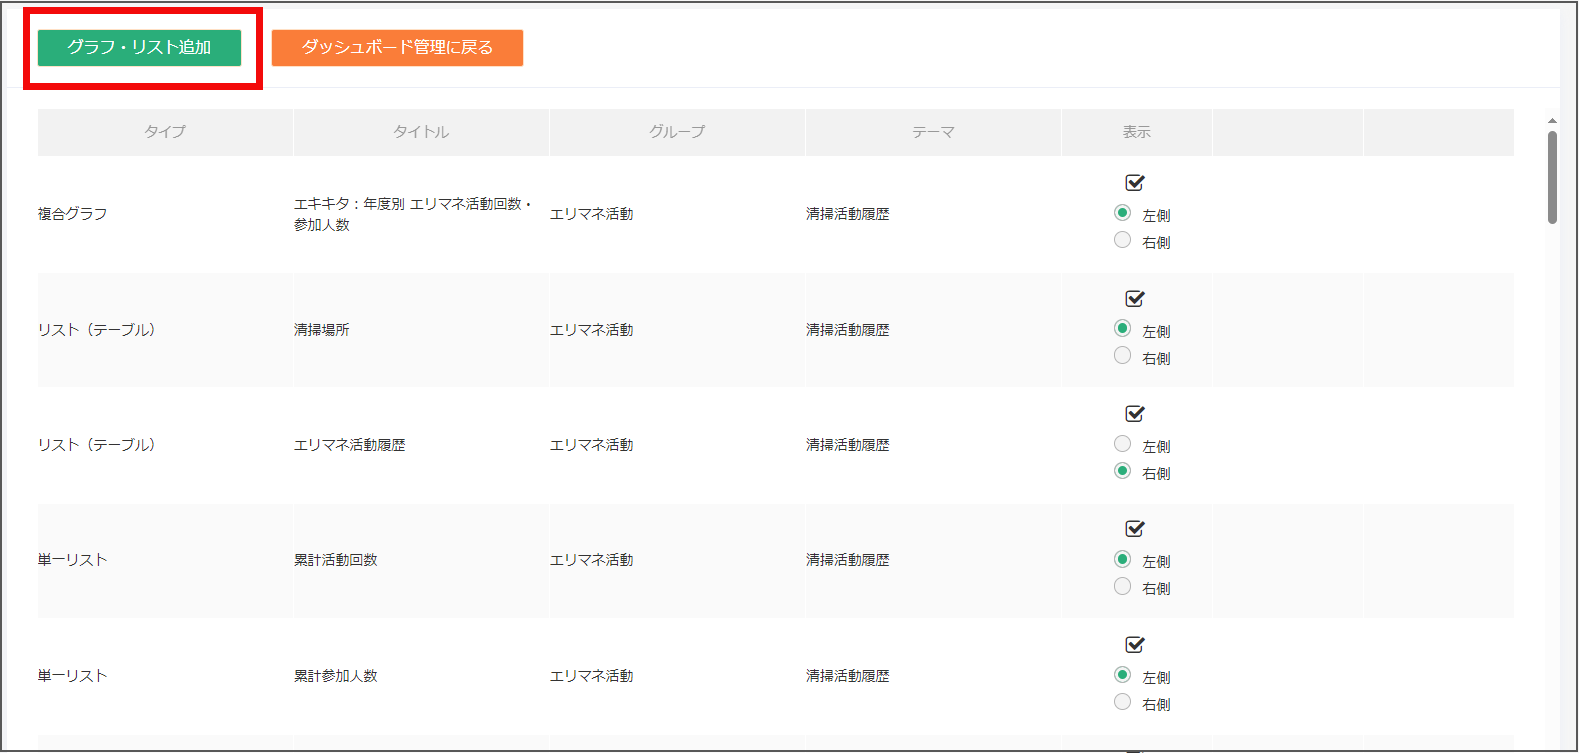 グラフ・リスト追加
ダッシュボード管理に戻る
タイプ
タイトル
グループ
テーマ
表示
複合グラフ
エキキタ：年度別 エリマネ活動回数・
参加人数
エリマネ活動
清掃活動履歴
左側
右側
リスト（テーブル）
清掃場所
エリマネ活動
清掃活動履歴
左側
右側
リスト（テーブル）
エリマネ活動履歴
エリマネ活動
清掃活動履歴
左側
右側
単一リスト
累計活動回数
エリマネ活動
清掃活動履歴
左側
右側
単一リスト
累計参加人数
エリマネ活動
清掃活動履歴
左側
右側